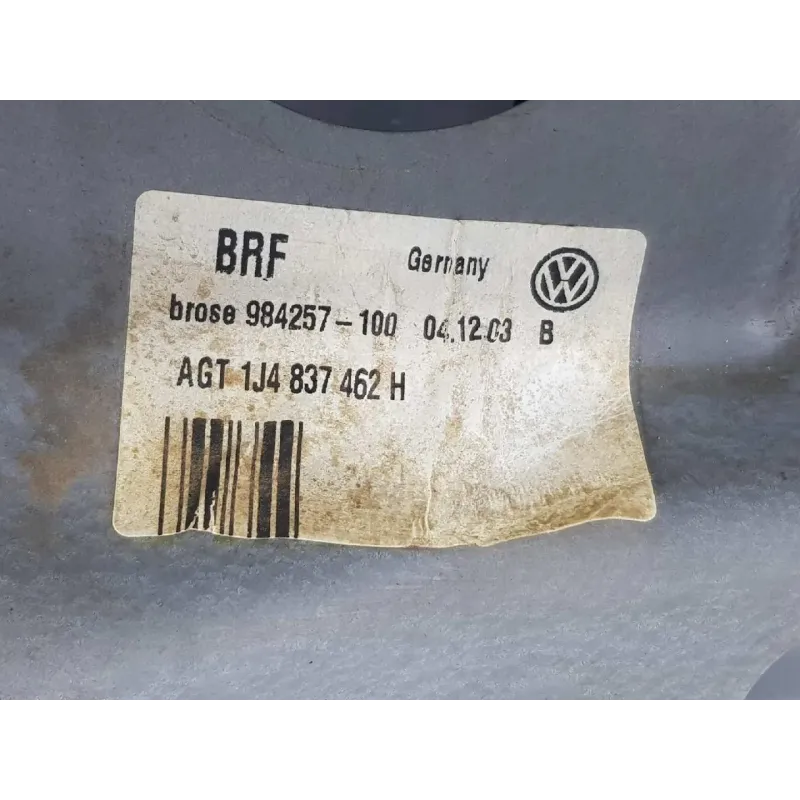 BRF Germany
brose 984257-100 04.12.03 B
AGT 1J4 837 462 H